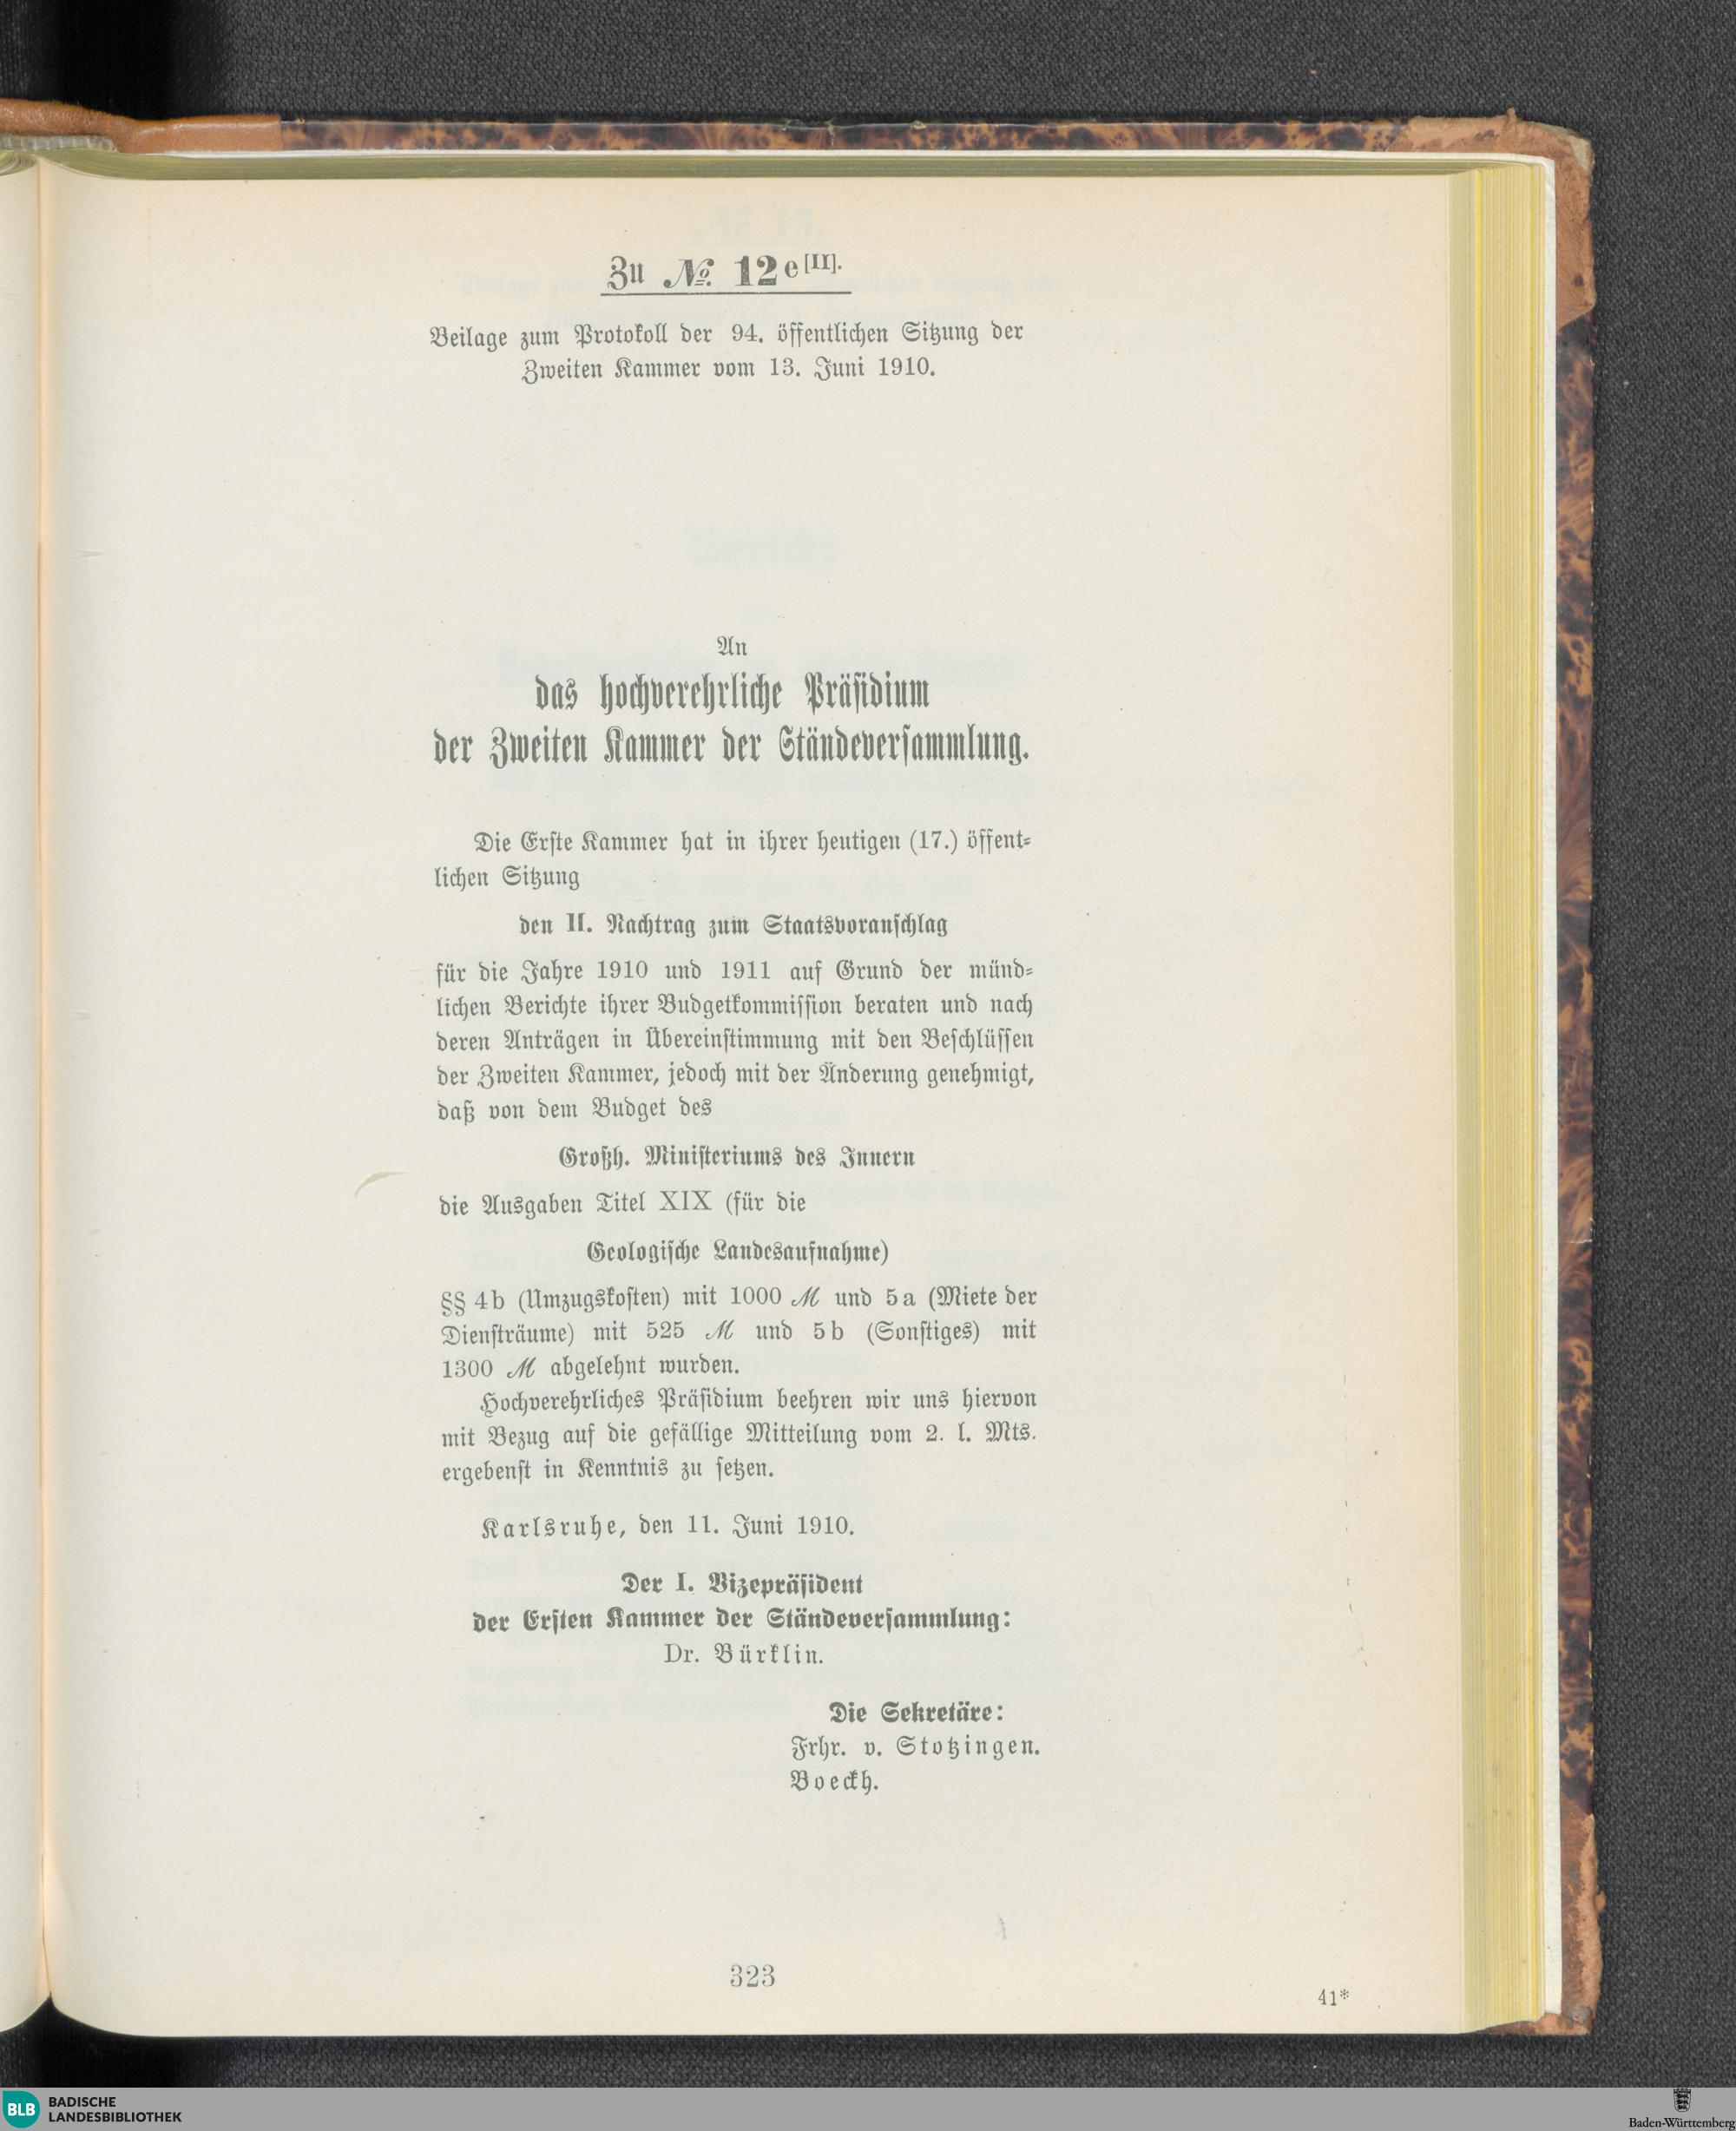 Zu №. 12e[II].
Beilage zum Protokoll der 94. öffentlichen Sitzung der
Zweiten Kammer vom 13. Juni 1910.
An
das hochverehrliche Präsidium
der Zweiten Kammer der Ständeversammlung.
Die Erste Kammer hat in ihrer heutigen (17.) öffent-
lichen Sitzung
den II. Nachtrag zum Staatsvoranschlag
für die Jahre 1910 und 1911 auf Grund der münd-
lichen Berichte ihrer Budgetkommission beraten und nach
deren Anträgen in Übereinstimmung mit den Beschlüssen
der Zweiten Kammer, jedoch mit der Änderung genehmigt,
daß von dem Budget des
Großh. Ministeriums des Innern
die Ausgaben Titel XIX (für die
Geologische Landesaufnahme)
§§ 4b (Umzugskosten) mit 1000 ℳ und 5a (Miete der
Diensträume) mit 525 ℳ und 5b (Sonstiges) mit
1300 ℳ abgelehnt wurden.
Hochverehrliches Präsidium beehren wir uns hiervon
mit Bezug auf die gefällige Mitteilung vom 2. l. Mts.
ergebenst in Kenntnis zu setzen.
Karlsruhe, den 11. Juni 1910.
Der I. Vizepräsident
der Ersten Kammer der Ständeversammlung:
Dr. Bürklin.
Die Sekretäre:
Frhr. v. Stotzingen.
Boeckh.
323
41*
BLB BADISCHE
LANDESBIBLIOTHEK
Baden-Württemberg